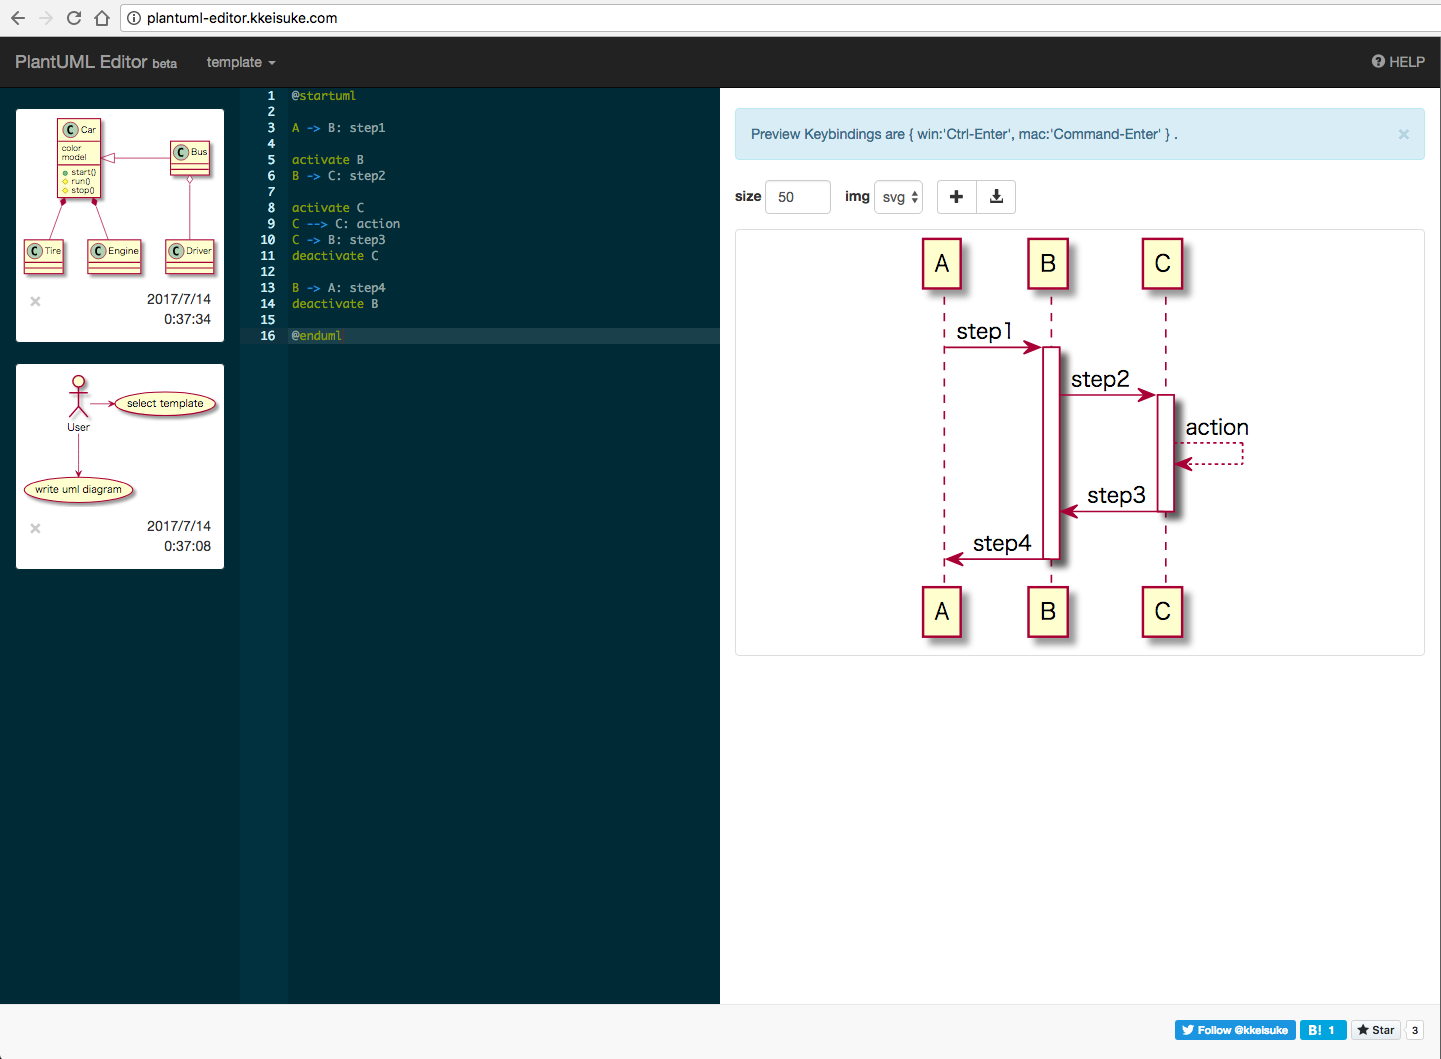 plantuml-editor.kkeisuke.com
PlantUML Editor beta
template
HELP
C Car
color
model
start()
run()
stop()
C Bus
C Tire
C Engine
C Driver
2017/7/14
0:37:34
select template
User
write uml diagram
2017/7/14
0:37:08
1 @startuml
2
3 A -> B: step1
4
5 activate B
6 B -> C: step2
7
8 activate C
9 C --> C: action
10 C -> B: step3
11 deactivate C
12
13 B -> A: step4
14 deactivate B
15
16 @enduml
Preview Keybindings are { win:'Ctrl-Enter', mac:'Command-Enter' } .
size 50 img svg
A B C
step1
step2
action
step3
step4
A B C
Follow @kkeisuke B! 1 Star 3